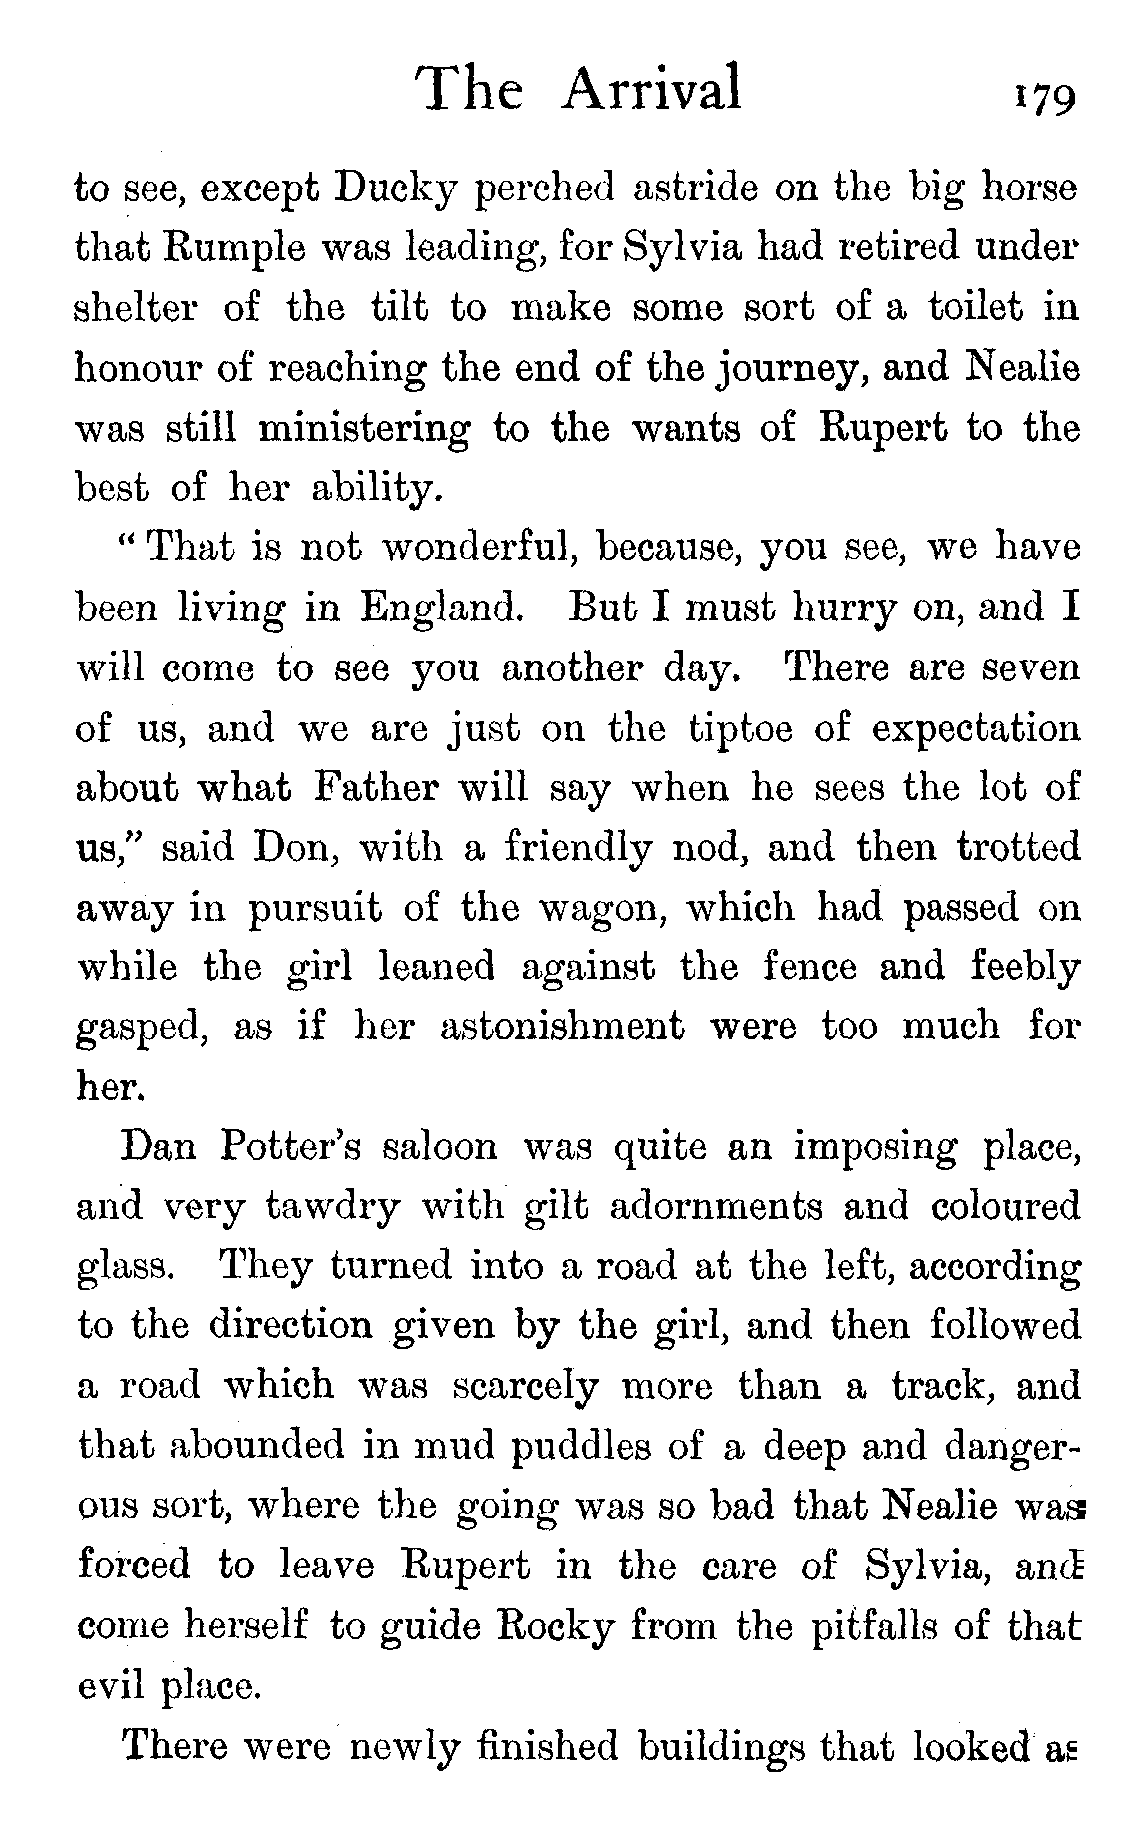 The Arrival 179
to see, except Ducky perched astride on the big horse
that Rumple was leading, for Sylvia had retired under
shelter of the tilt to make some sort of a toilet in
honour of reaching the end of the journey, and Nealie
was still ministering to the wants of Rupert to the
best of her ability.
“That is not wonderful, because, you see, we have
been living in England. But I must hurry on, and I
will come to see you another day. There are seven
of us, and we are just on the tiptoe of expectation
about what Father will say when he sees the lot of
us,” said Don, with a friendly nod, and then trotted
away in pursuit of the wagon, which had passed on
while the girl leaned against the fence and feebly
gasped, as if her astonishment were too much for
her.
Dan Potter’s saloon was quite an imposing place,
and very tawdry with gilt adornments and coloured
glass. They turned into a road at the left, according
to the direction given by the girl, and then followed
a road which was scarcely more than a track, and
that abounded in mud puddles of a deep and danger-
ous sort, where the going was so bad that Nealie was
forced to leave Rupert in the care of Sylvia, and
come herself to guide Rocky from the pitfalls of that
evil place.
There were newly finished buildings that looked as